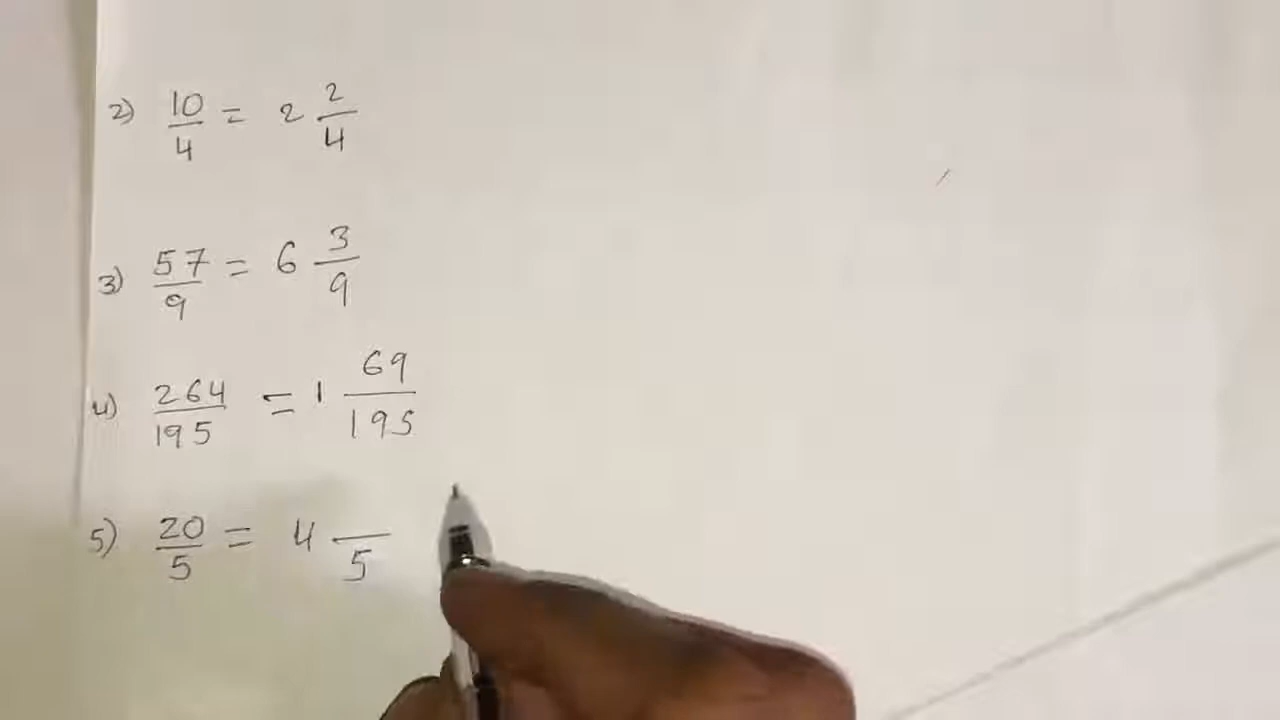 2) 10/4 = 2 2/4
3) 57/9 = 6 3/9
4) 264/195 = 1 69/195
5) 20/5 = 4 /5